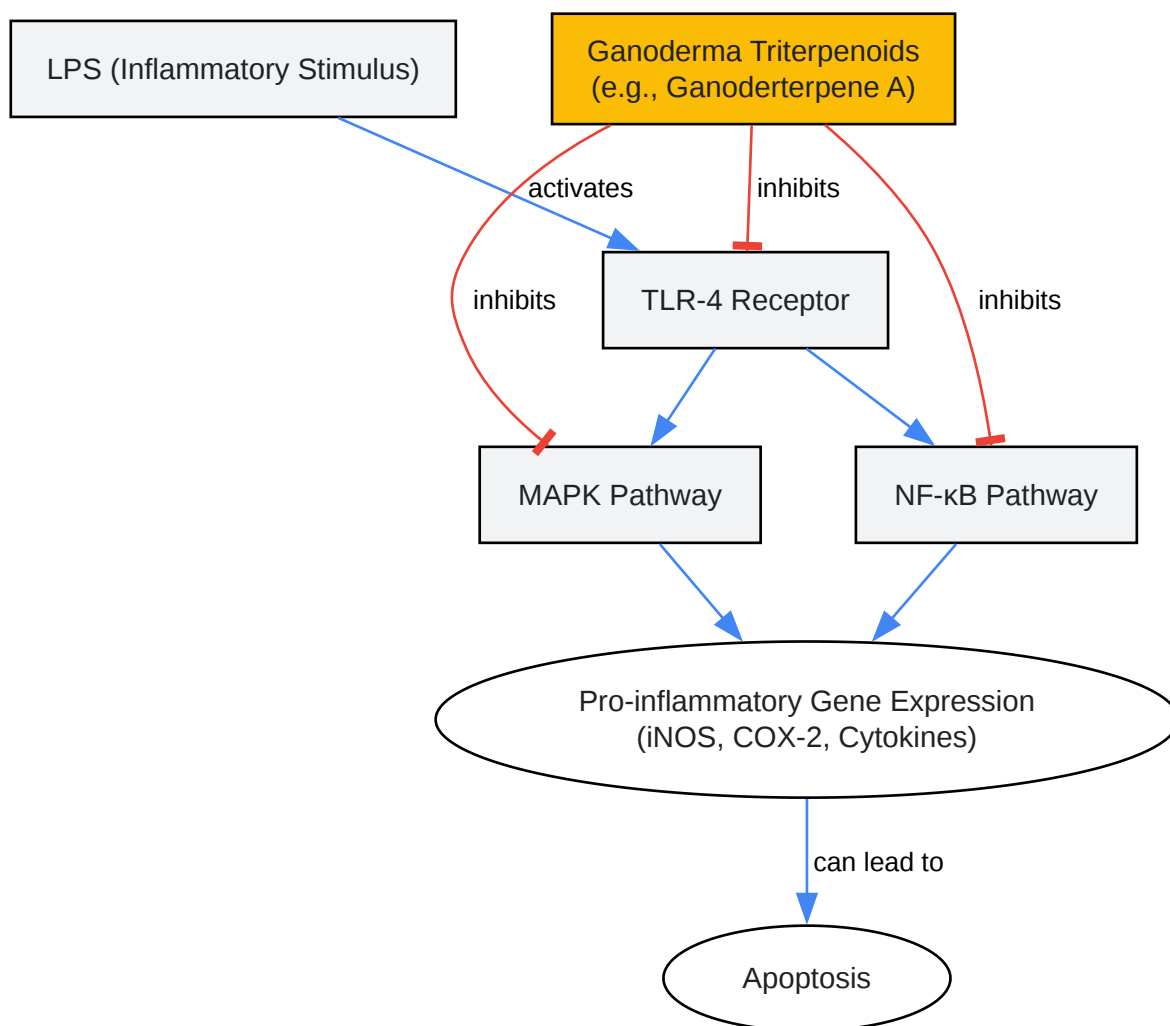 LPS (Inflammatory Stimulus)
Ganoderma Triterpenoids
(e.g., Ganoderterpene A)
activates
inhibits
inhibits
TLR-4 Receptor
inhibits
MAPK Pathway
NF-κB Pathway
Pro-inflammatory Gene Expression
(iNOS, COX-2, Cytokines)
can lead to
Apoptosis